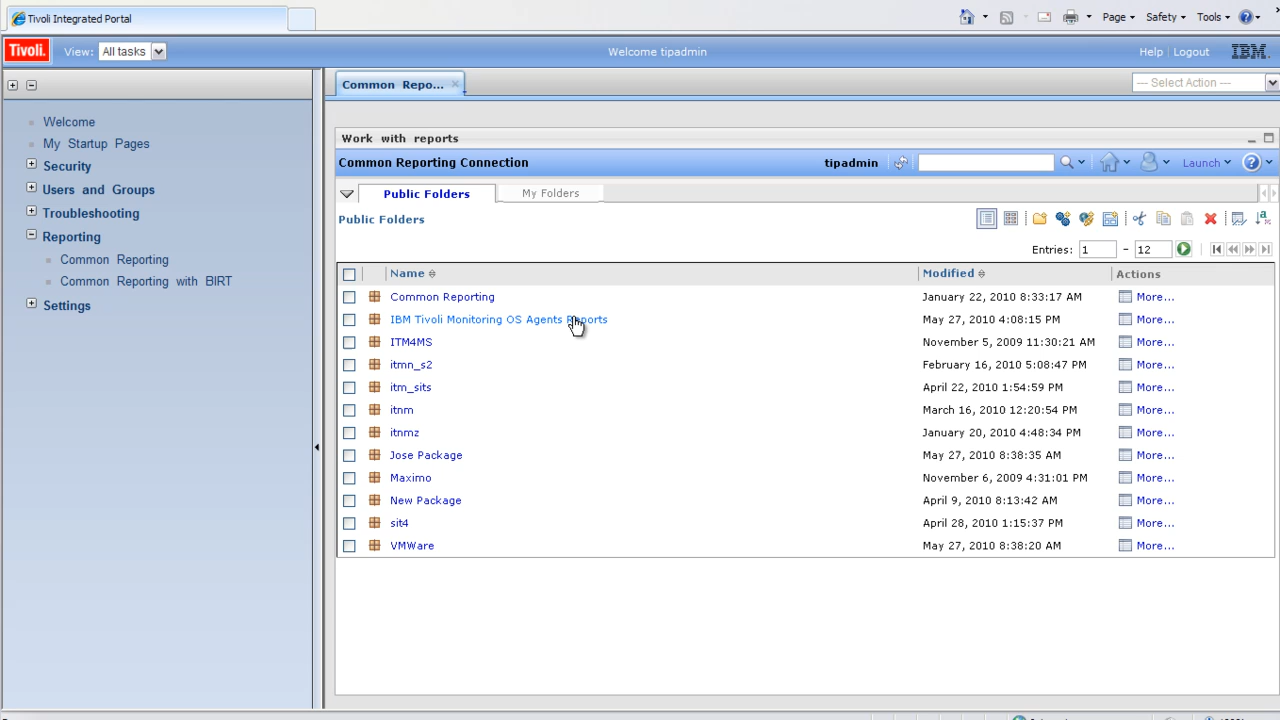 Tivoli Integrated Portal
Page Safety Tools
Tivoli. View: All tasks Welcome tipadmin Help Logout IBM
Common Repo... --- Select Action ---
Welcome
My Startup Pages
Security
Users and Groups
Troubleshooting
Reporting
Common Reporting
Common Reporting with BIRT
Settings
Work with reports
Common Reporting Connection tipadmin Launch
Public Folders My Folders
Public Folders
Entries: 1 - 12
Name Modified Actions
Common Reporting January 22, 2010 8:33:17 AM More...
IBM Tivoli Monitoring OS Agents Reports May 27, 2010 4:08:15 PM More...
ITM4MS November 5, 2009 11:30:21 AM More...
itmn_s2 February 16, 2010 5:08:47 PM More...
itm_sits April 22, 2010 1:54:59 PM More...
itnm March 16, 2010 12:20:54 PM More...
itnmz January 20, 2010 4:48:34 PM More...
Jose Package May 27, 2010 8:38:35 AM More...
Maximo November 6, 2009 4:31:01 PM More...
New Package April 9, 2010 8:13:42 AM More...
sit4 April 28, 2010 1:15:37 PM More...
VMWare May 27, 2010 8:38:20 AM More...